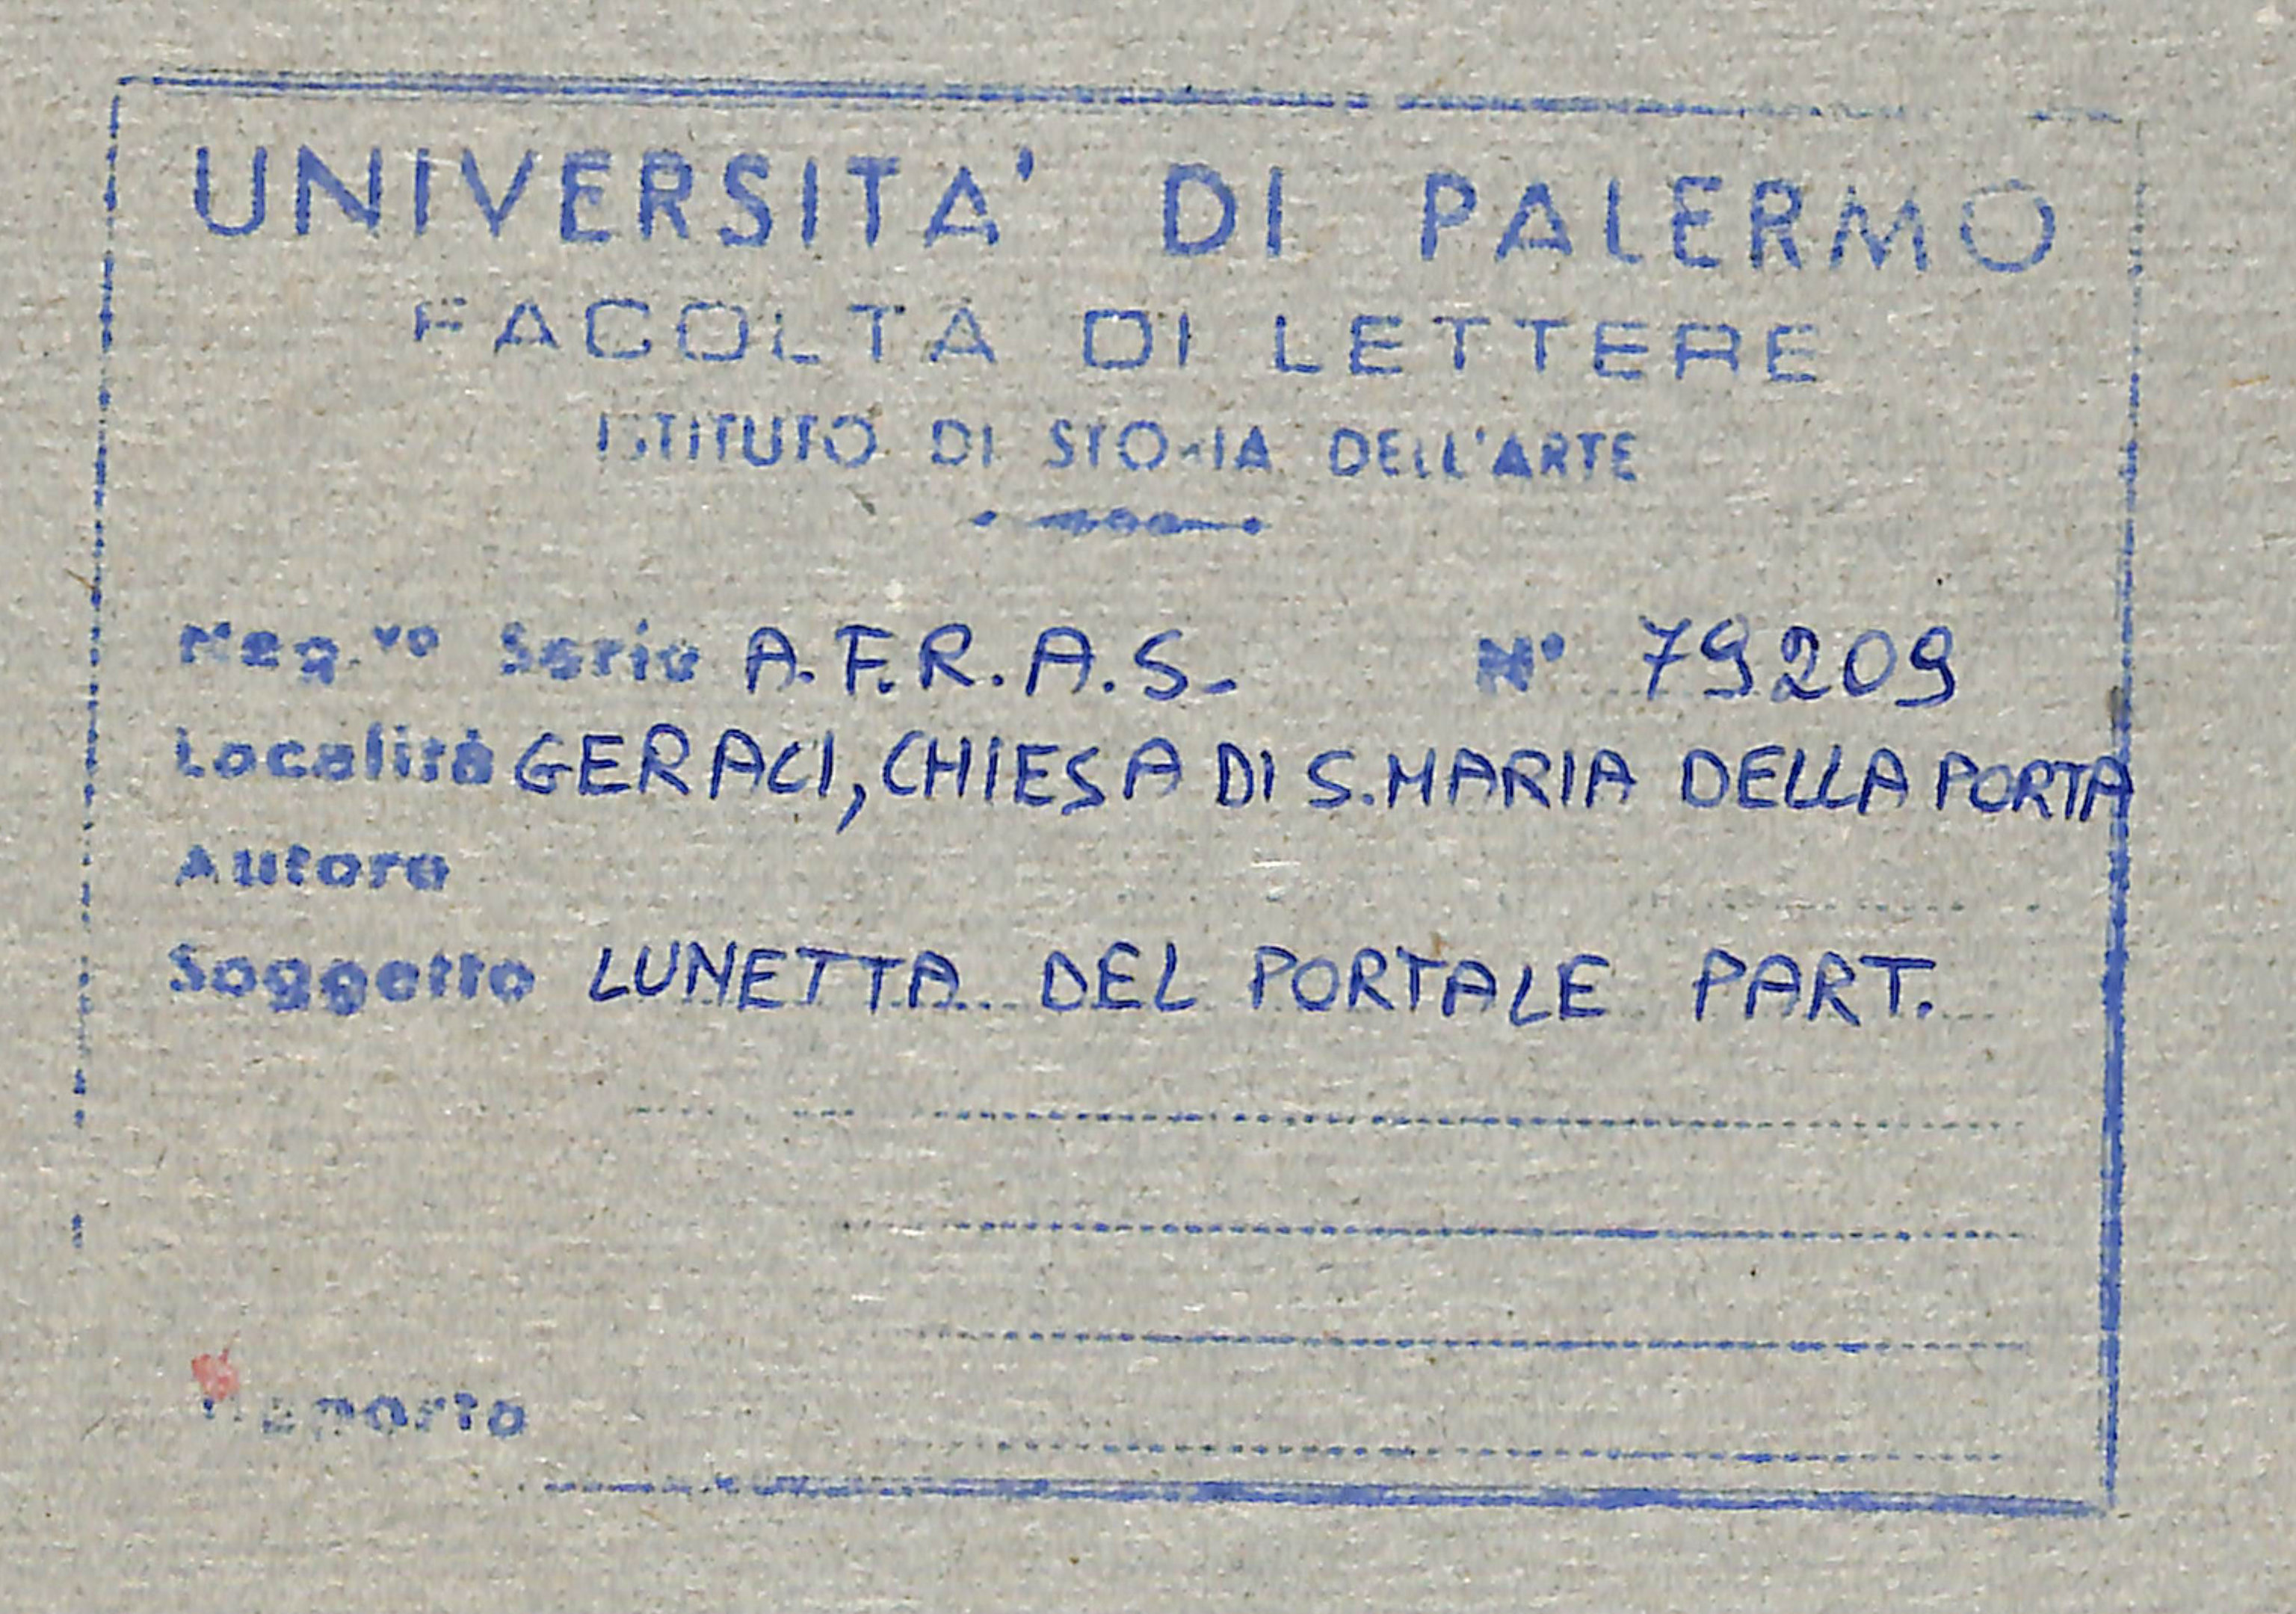 UNIVERSITA' DI PALERMO
FACOLTA DI LETTERE
ISTITUTO DI STORIA DELL'ARTE
Neg.vo Serie A.F.R.A.S. N° 79209
Località GERACI, CHIESA DI S. MARIA DELLA PORTA
Autore
Soggetto LUNETTA DEL PORTALE PART.